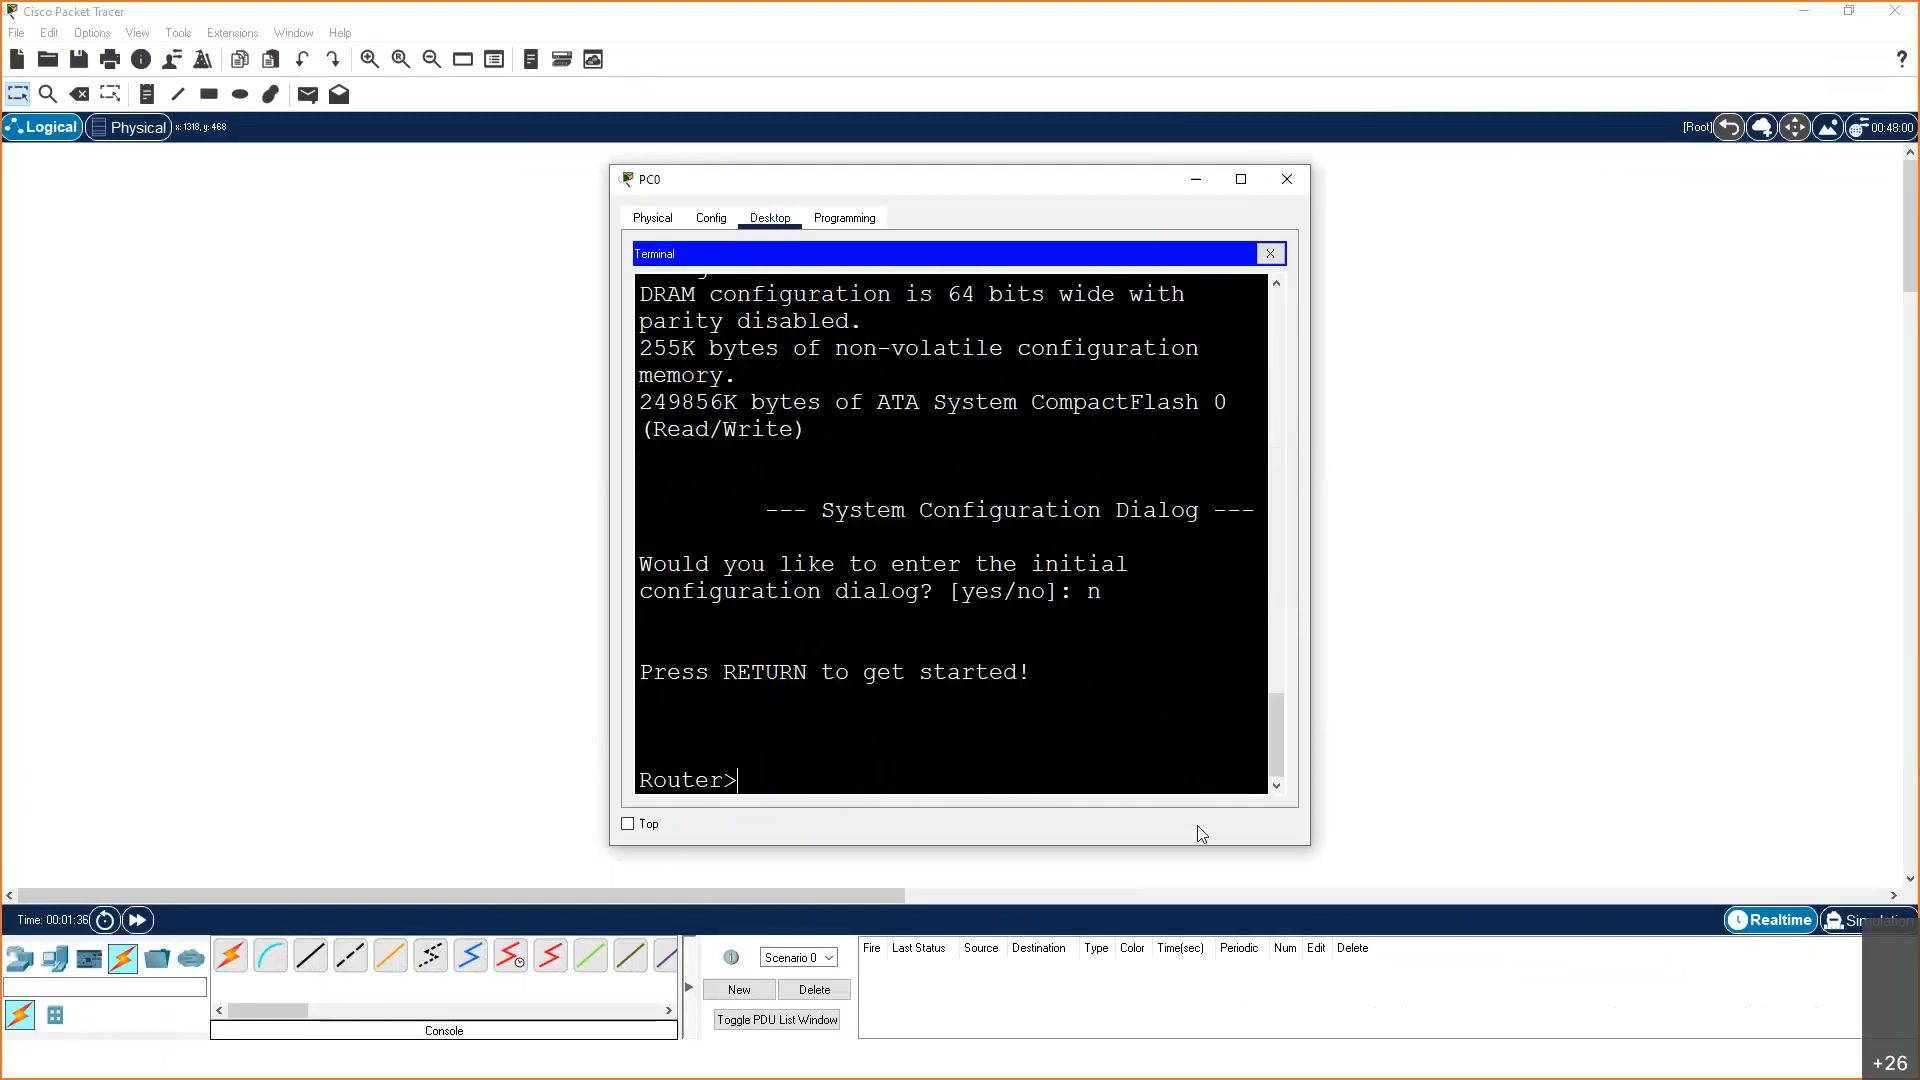 Cisco Packet Tracer
File Edit Options View Tools Extensions Window Help
?
Logical Physical x: 1318, y: 468 [Root] 00:48:00
PC0
Physical Config Desktop Programming
Terminal X
DRAM configuration is 64 bits wide with
parity disabled.
255K bytes of non-volatile configuration
memory.
249856K bytes of ATA System CompactFlash 0
(Read/Write)
--- System Configuration Dialog ---
Would you like to enter the initial
configuration dialog? [yes/no]: n
Press RETURN to get started!
Router>
Top
Time: 00:01:36 Realtime Simulation
Fire Last Status Source Destination Type Color Time(sec) Periodic Num Edit Delete
Scenario 0
New Delete
Toggle PDU List Window
Console
+26